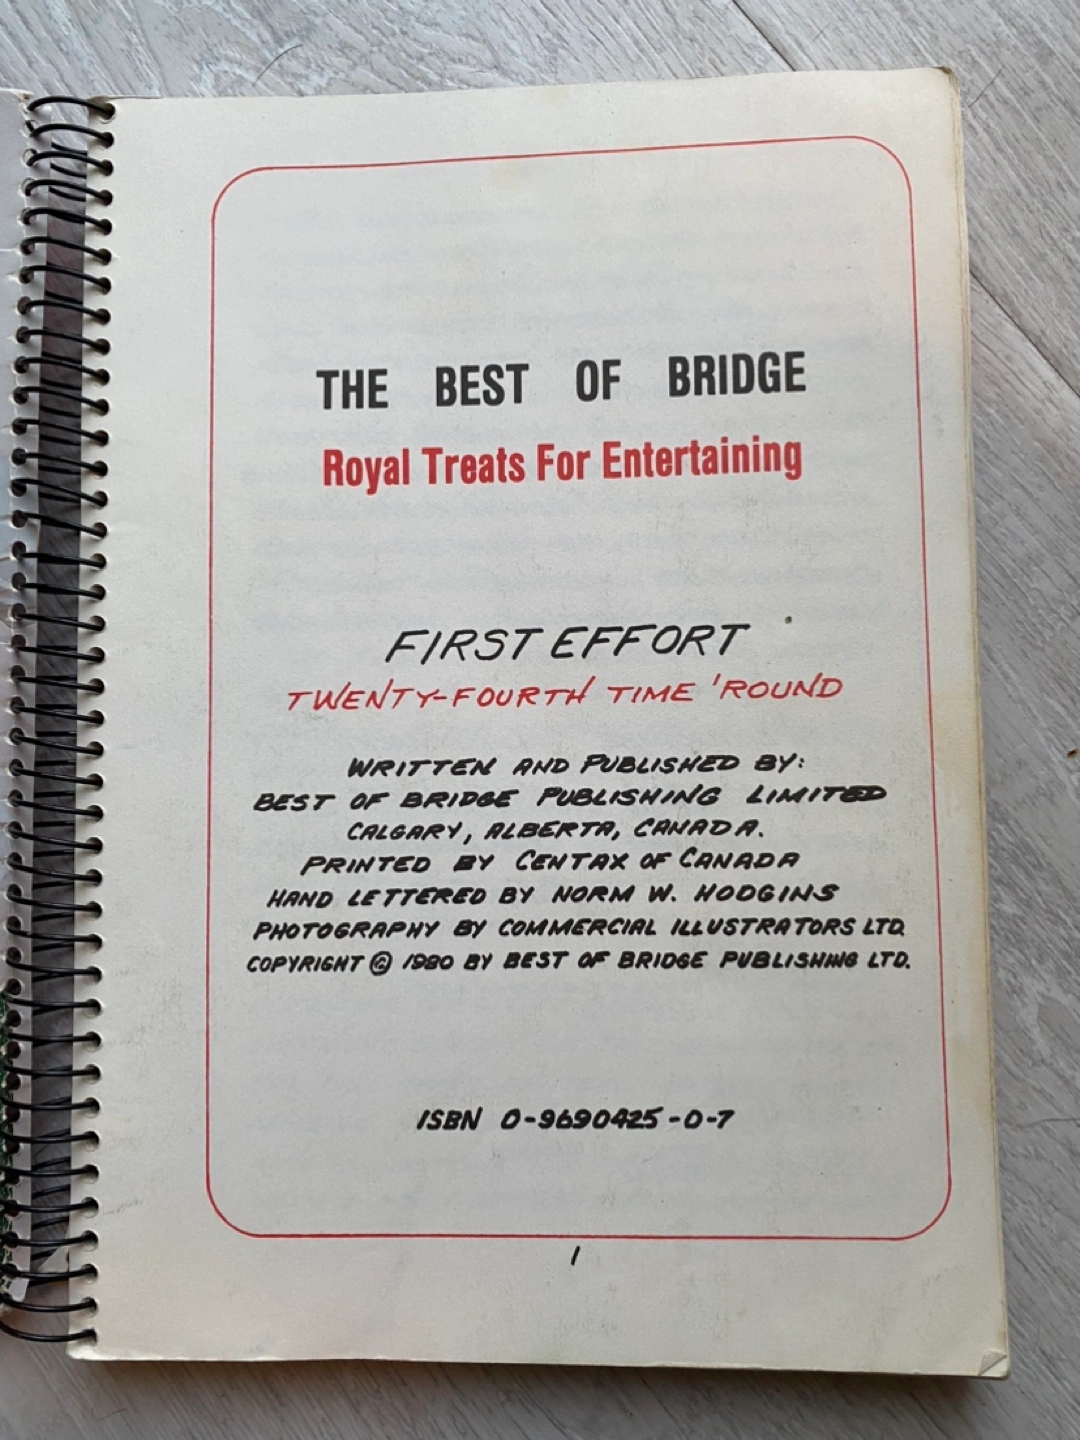 THE BEST OF BRIDGE
Royal Treats For Entertaining
FIRST EFFORT
TWENTY-FOURTH TIME 'ROUND
WRITTEN AND PUBLISHED BY:
BEST OF BRIDGE PUBLISHING LIMITED
CALGARY, ALBERTA, CANADA.
PRINTED BY CENTAX OF CANADA
HAND LETTERED BY NORM W. HODGINS
PHOTOGRAPHY BY COMMERCIAL ILLUSTRATORS LTD.
COPYRIGHT © 1980 BY BEST OF BRIDGE PUBLISHING LTD.
ISBN 0-9690425-0-7
1